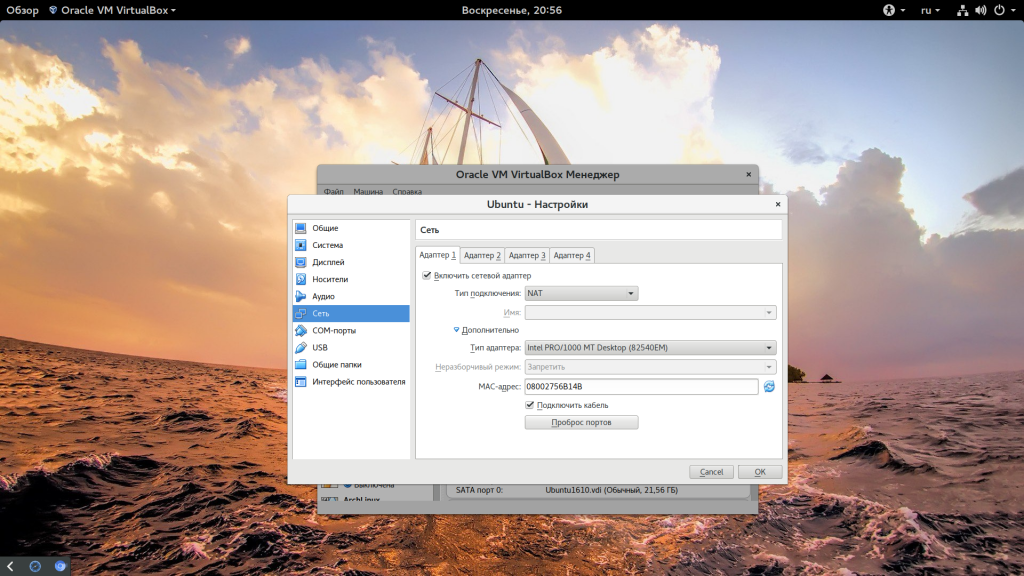 Обзор Oracle VM VirtualBox Воскресенье, 20:56 ru
Oracle VM VirtualBox Менеджер
Файл Машина Справка
Ubuntu - Настройки
Общие
Система
Дисплей
Носители
Аудио
Сеть
COM-порты
USB
Общие папки
Интерфейс пользователя
Сеть
Адаптер 1 Адаптер 2 Адаптер 3 Адаптер 4
Включить сетевой адаптер
Тип подключения: NAT
Имя:
Дополнительно
Тип адаптера: Intel PRO/1000 MT Desktop (82540EM)
Неразборчивый режим: Запретить
MAC-адрес: 08002756B14B
Подключить кабель
Проброс портов
Cancel OK
Выключена
ArchLinux
SATA порт 0: Ubuntu1610.vdi (Обычный, 21,56 ГБ)